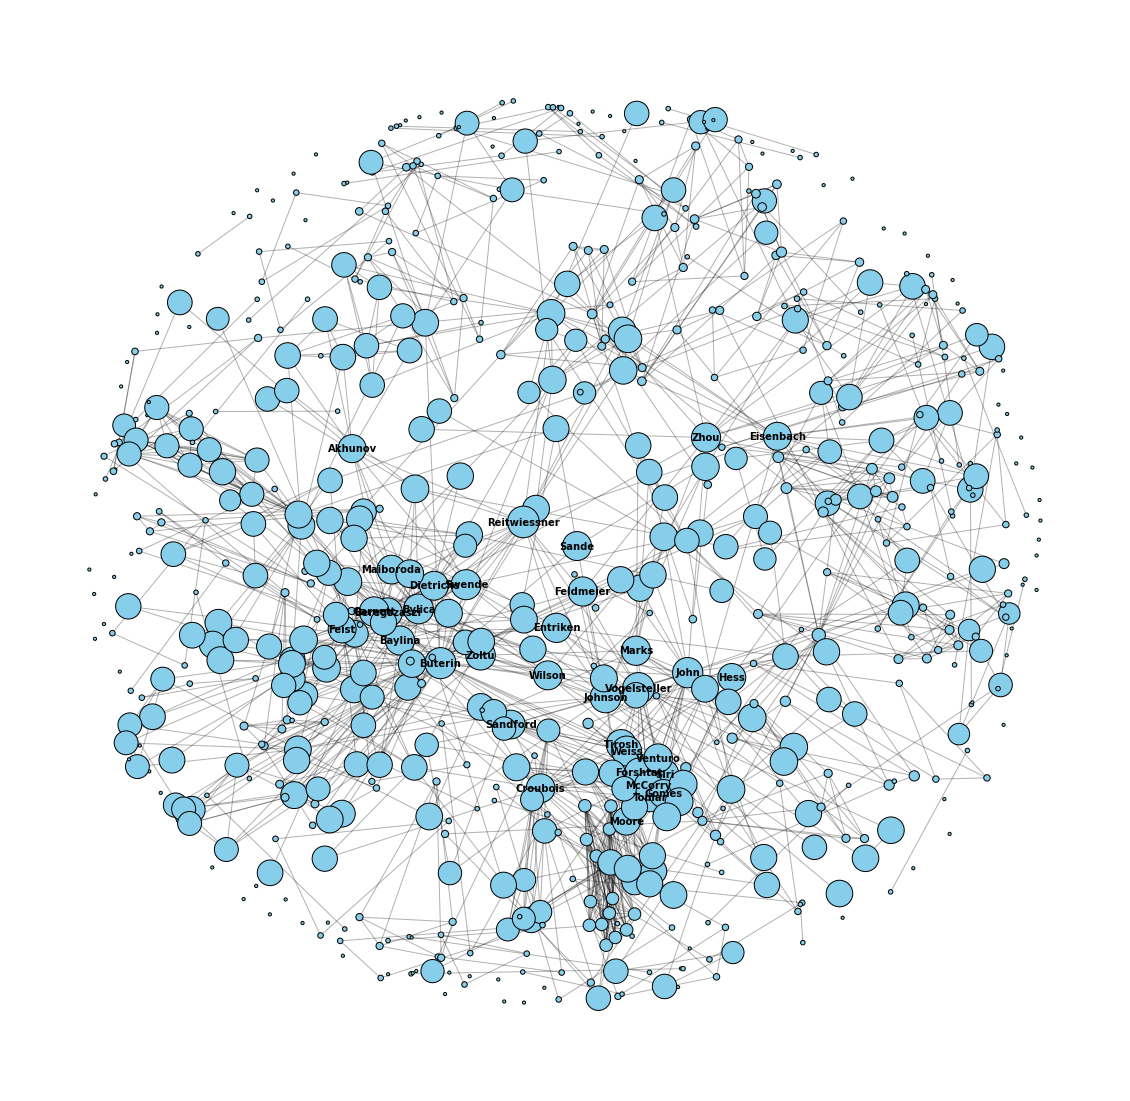 Zhou
Eisenbach
Akhunov
Reitwiessner
Sande
Maiboroda
Dietrichs
Swende
Feldmeier
Beregszaszi
Bylica
Feist
Entriken
Baylina
Marks
Zoltu
Buterin
Wilson
John
Hess
Vogelsteller
Johnson
Sandford
Tirosh
Weiss
Venturo
Forshtat
Siri
McCorry
Croubois
Gomes
Tomar
Moore